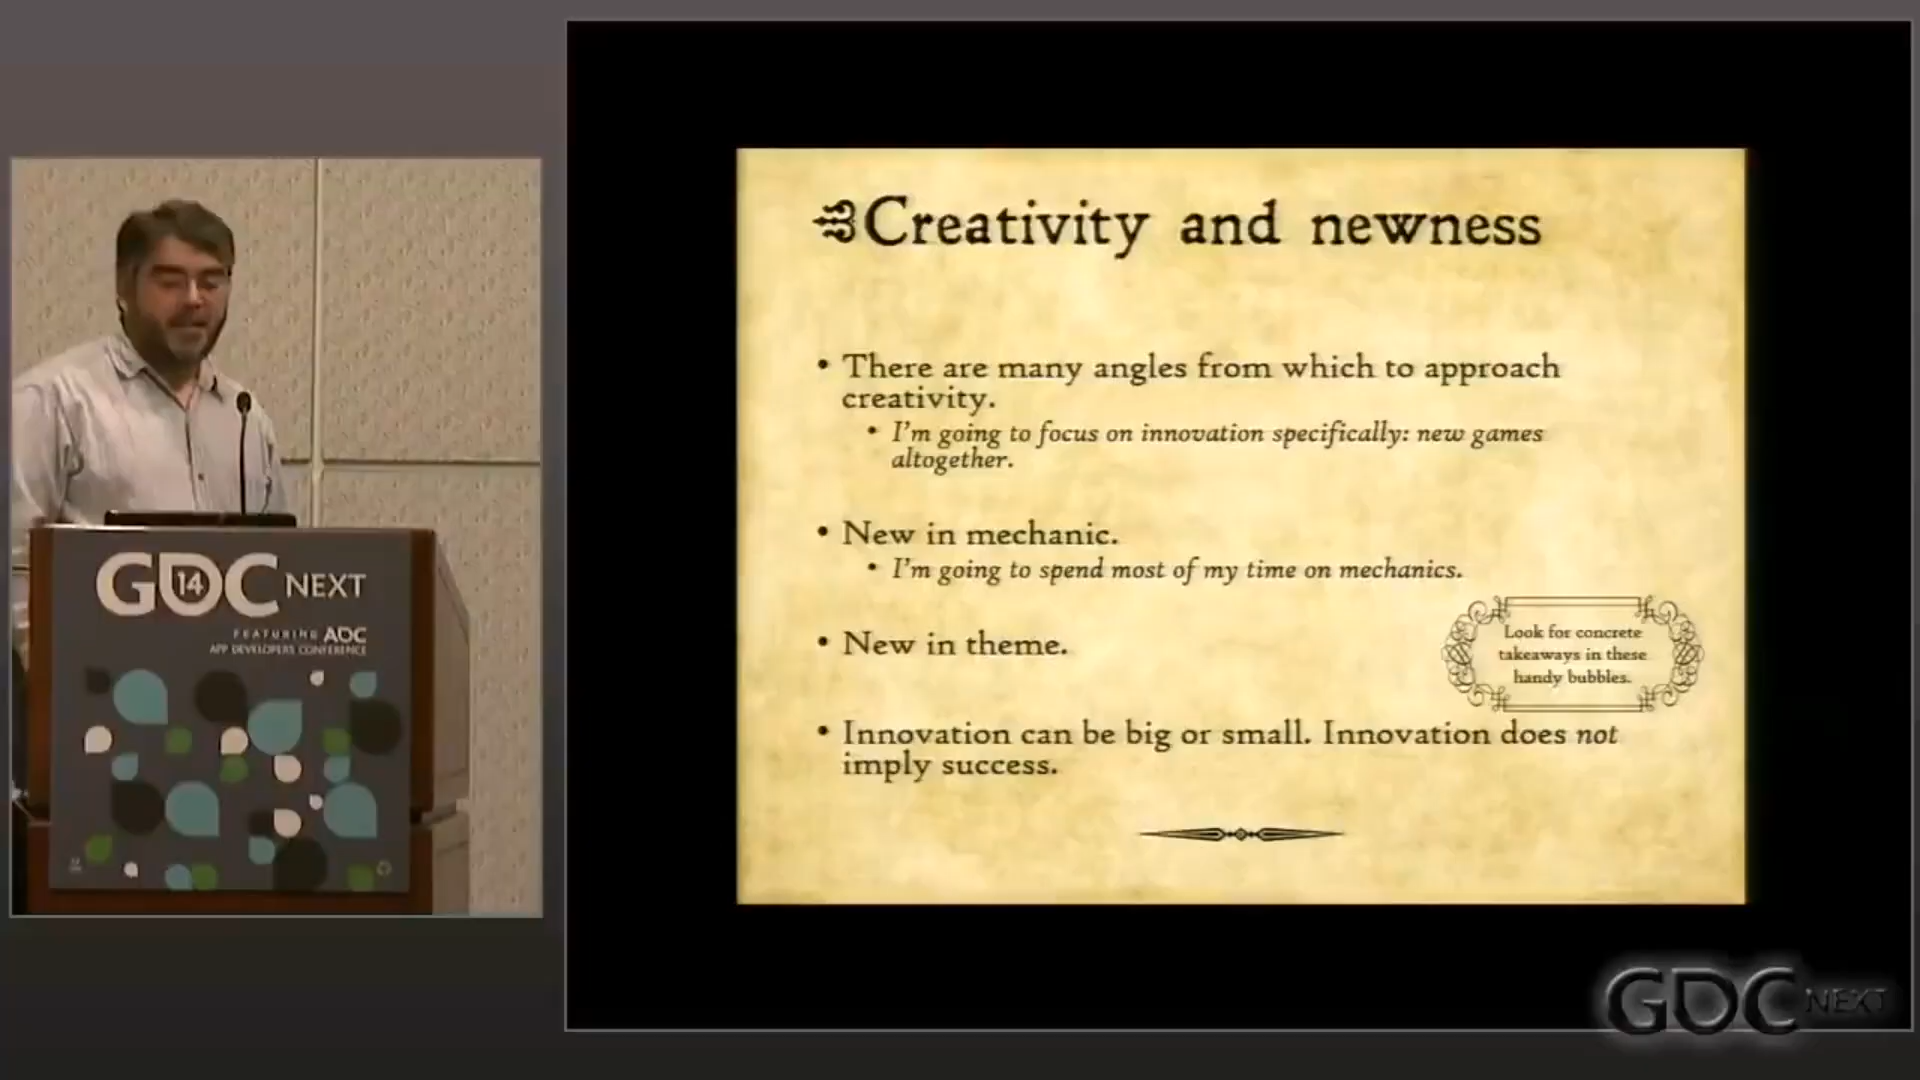 Creativity and newness
• There are many angles from which to approach
creativity.
• I'm going to focus on innovation specifically: new games
altogether.
• New in mechanic.
• I'm going to spend most of my time on mechanics.
• New in theme.
Look for concrete
takeaways in these
handy bubbles.
• Innovation can be big or small. Innovation does not
imply success.
GDC 14 NEXT
FEATURING ADC
APP DEVELOPERS CONFERENCE
GDC NEXT